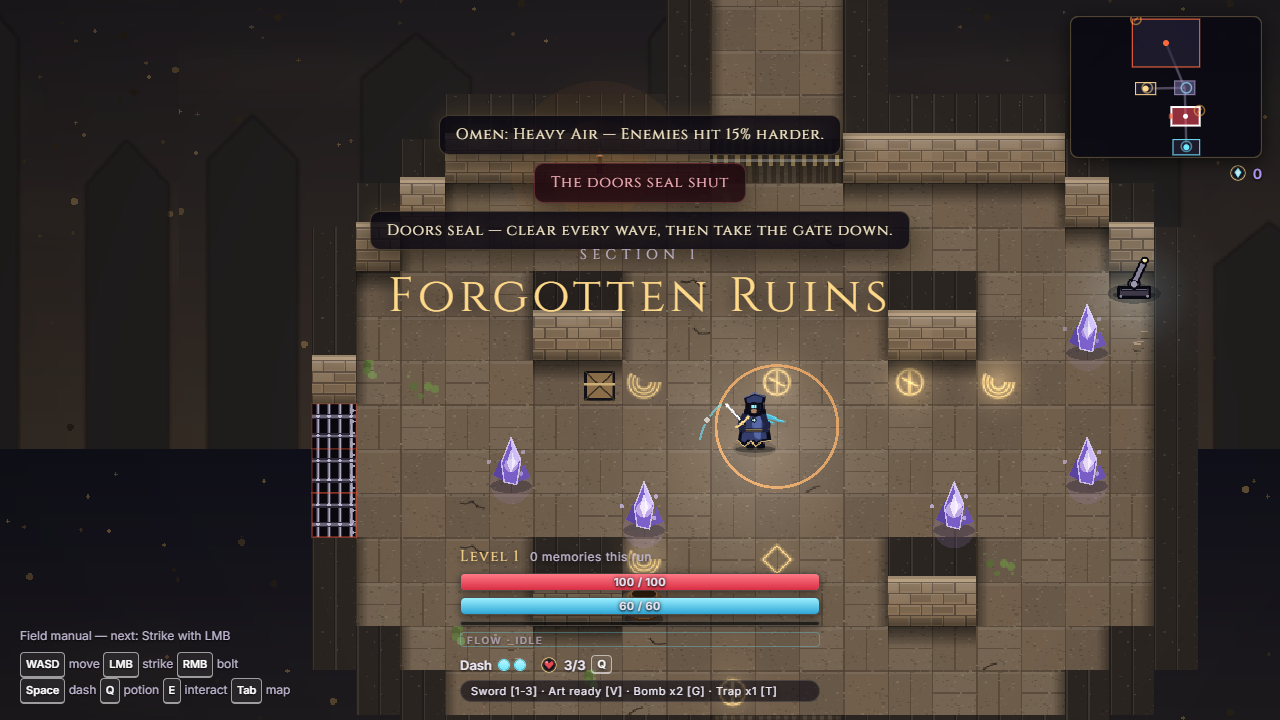 Omen: Heavy Air — Enemies hit 15% harder.
The doors seal shut
Doors seal — clear every wave, then take the gate down.
SECTION 1
Forgotten Ruins
0
Level 1 0 memories this run
100 / 100
60 / 60
FLOW · IDLE
Dash 3/3 Q
Sword [1-3] · Art ready [V] · Bomb x2 [G] · Trap x1 [T]
Field manual — next: Strike with LMB
WASD move LMB strike RMB bolt
Space dash Q potion E interact Tab map